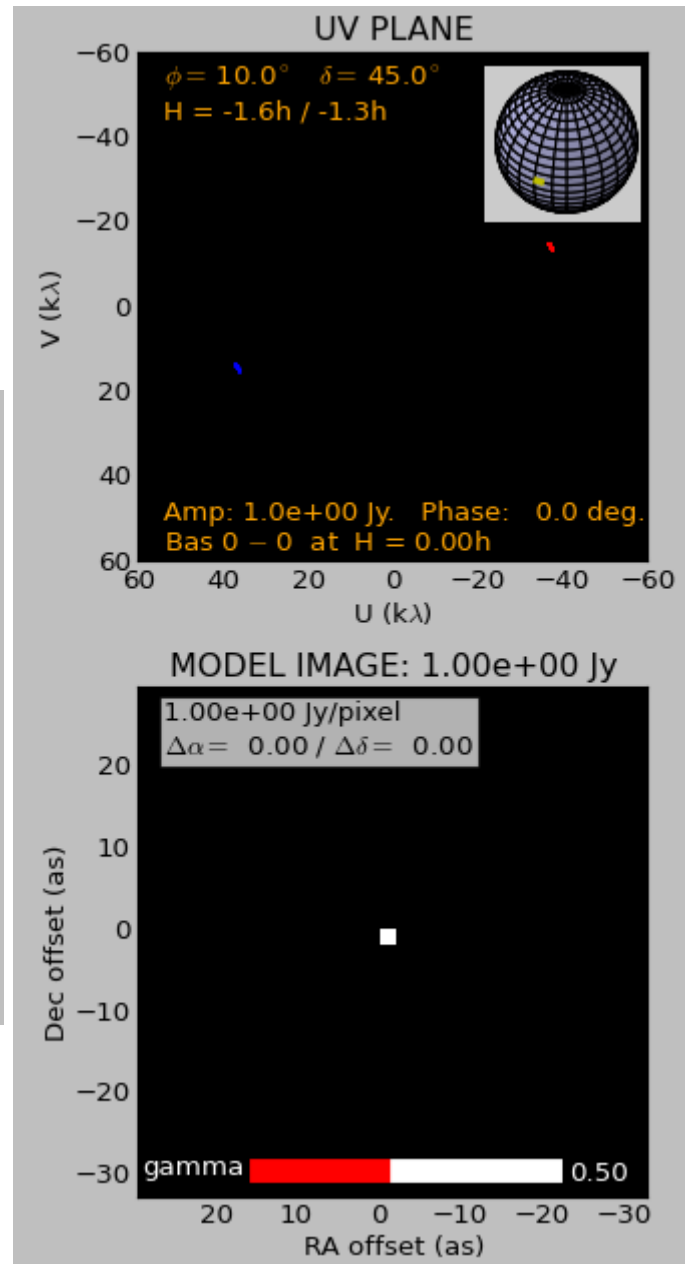 UV PLANE
−60
ϕ= 10.0° δ= 45.0°
H = -1.6h / -1.3h
−40
−20
0
V (kλ)
20
40
Amp: 1.0e+00 Jy. Phase: 0.0 deg.
Bas 0 − 0 at H = 0.00h
60
60 40 20 0 −20 −40 −60
U (kλ)
MODEL IMAGE: 1.00e+00 Jy
1.00e+00 Jy/pixel
Δα= 0.00 / Δδ= 0.00
20
10
0
Dec offset (as)
−10
−20
−30
gamma 0.50
20 10 0 −10 −20 −30
RA offset (as)